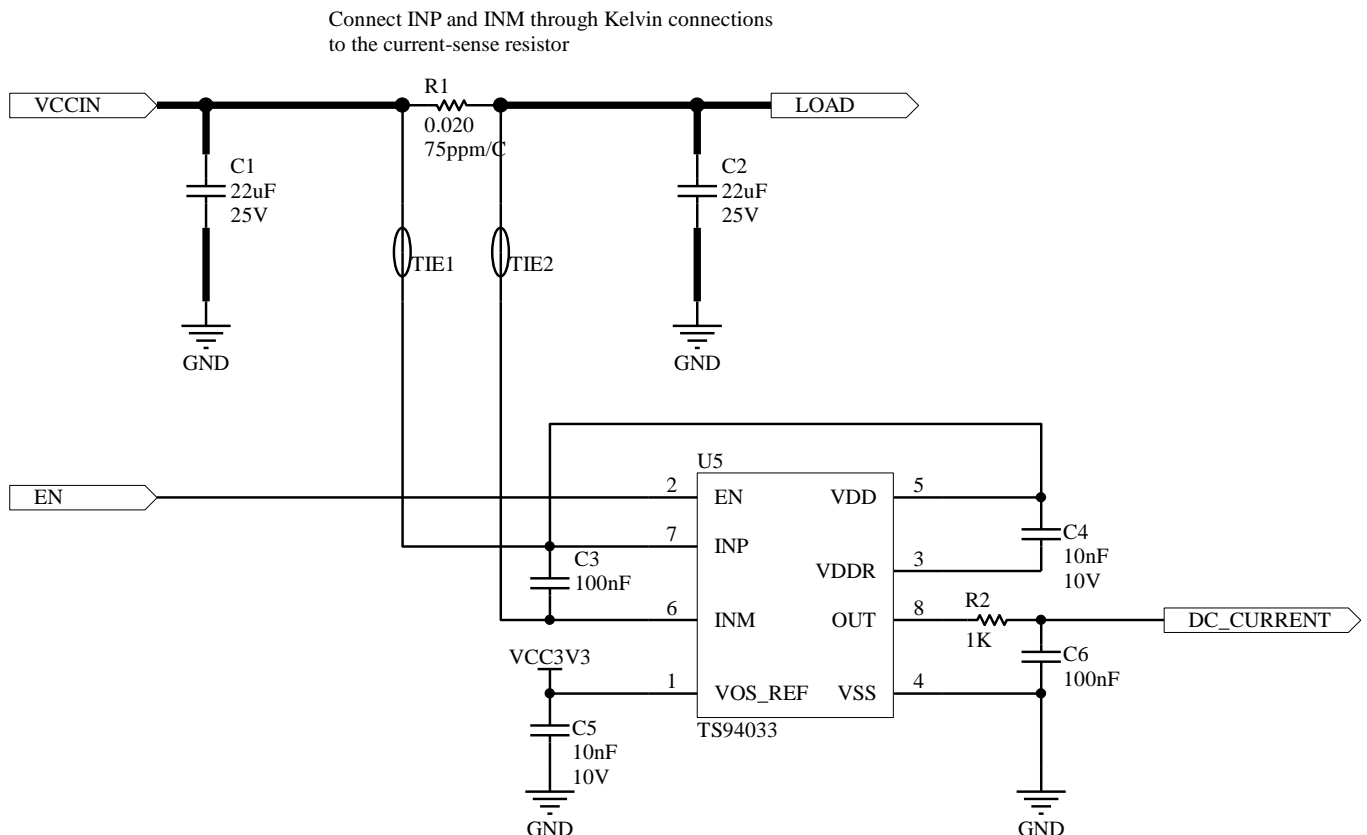 Connect INP and INM through Kelvin connections
to the current-sense resistor
R1
VCCIN
LOAD
0.020
75ppm/C
C1
22uF
25V
C2
22uF
25V
TIE1
TIE2
GND
GND
U5
EN
2
EN
VDD
5
7
INP
C4
10nF
10V
C3
100nF
VDDR
3
6
INM
OUT
8
R2
1K
DC_CURRENT
VCC3V3
C6
100nF
1
VOS_REF
VSS
4
TS94033
C5
10nF
10V
GND
GND